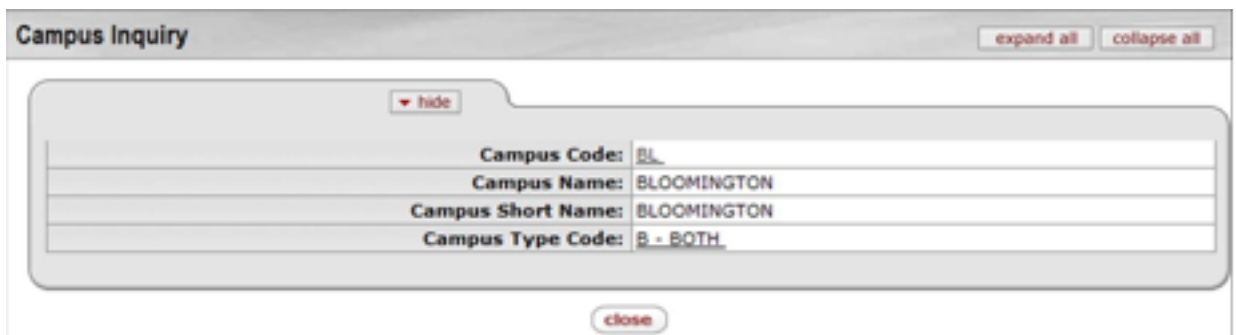 Campus Inquiry expand all collapse all
hide
Campus Code: BL
Campus Name: BLOOMINGTON
Campus Short Name: BLOOMINGTON
Campus Type Code: B - BOTH
close